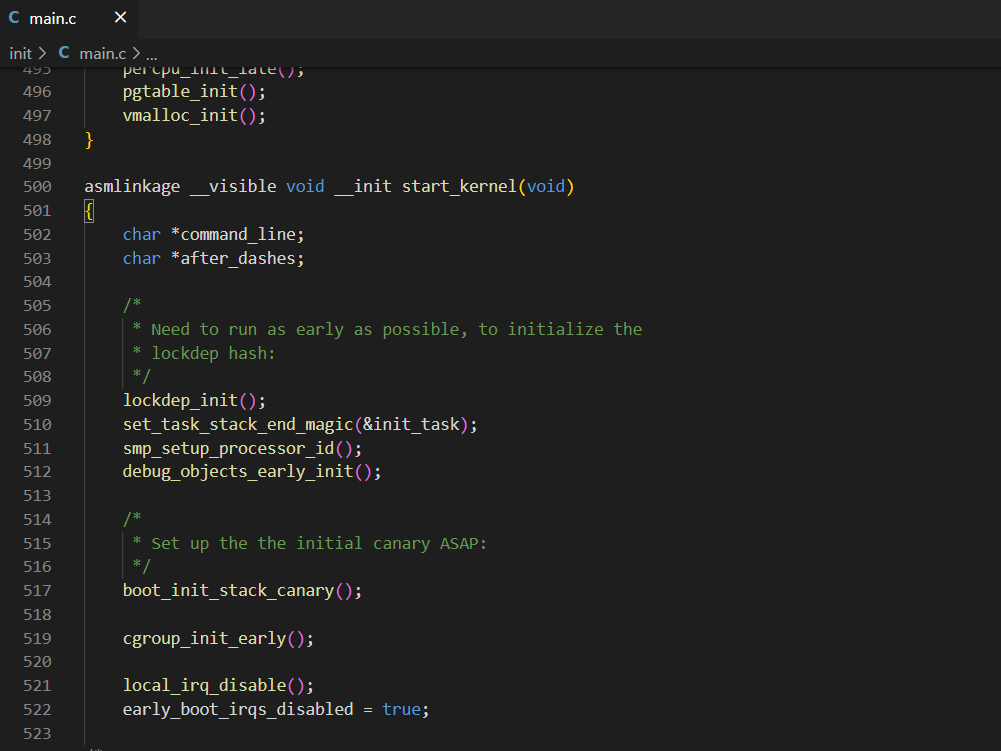 C main.c ×
init > C main.c > ...
495 percpu_init_late();
496 pgtable_init();
497 vmalloc_init();
498 }
499
500 asmlinkage __visible void __init start_kernel(void)
501 {
502 char *command_line;
503 char *after_dashes;
504
505 /*
506 * Need to run as early as possible, to initialize the
507 * lockdep hash:
508 */
509 lockdep_init();
510 set_task_stack_end_magic(&init_task);
511 smp_setup_processor_id();
512 debug_objects_early_init();
513
514 /*
515 * Set up the the initial canary ASAP:
516 */
517 boot_init_stack_canary();
518
519 cgroup_init_early();
520
521 local_irq_disable();
522 early_boot_irqs_disabled = true;
523